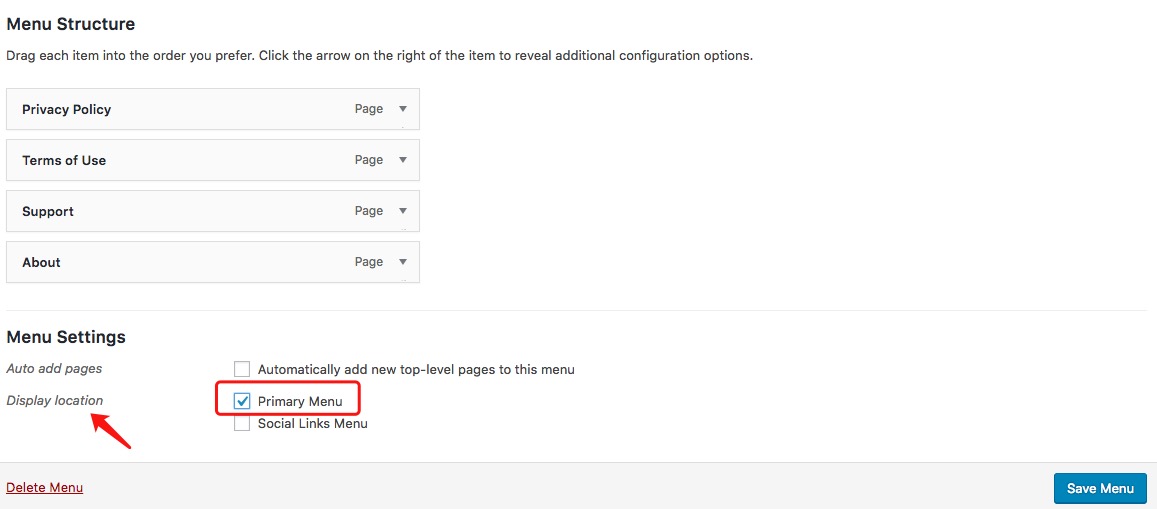 Menu Structure
Drag each item into the order you prefer. Click the arrow on the right of the item to reveal additional configuration options.
Privacy Policy Page
Terms of Use Page
Support Page
About Page
Menu Settings
Auto add pages Automatically add new top-level pages to this menu
Display location Primary Menu
Social Links Menu
Delete Menu Save Menu